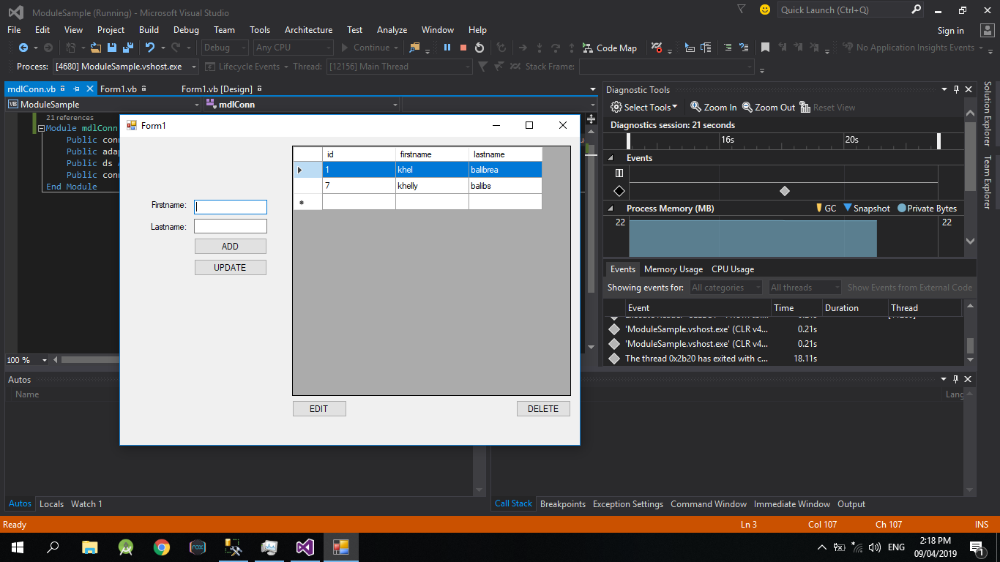 ModuleSample (Running) - Microsoft Visual Studio
Quick Launch (Ctrl+Q)
File Edit View Project Build Debug Team Tools Architecture Test Analyze Window Help
Sign in
Debug Any CPU Continue Code Map No Application Insights Events
Process: [4680] ModuleSample.vshost.exe Lifecycle Events Thread: [12156] Main Thread Stack Frame:
mdlConn.vb Form1.vb Form1.vb [Design]
ModuleSample mdlConn
21 references
Module mdlConn
Public conn
Public adap
Public ds A
Public conn
End Module
100 %
Form1
Firstname:
Lastname:
ADD
UPDATE
id firstname lastname
1 khel balibrea
7 khelly balibs
*
EDIT DELETE
Diagnostic Tools
Select Tools Zoom In Zoom Out Reset View
Diagnostics session: 21 seconds
16s 20s
Events
Process Memory (MB) GC Snapshot Private Bytes
22 22
Events Memory Usage CPU Usage
Showing events for: All categories All threads Show Events from External Code
Event Time Duration Thread
'ModuleSample.vshost.exe' (CLR v4... 0.21s
'ModuleSample.vshost.exe' (CLR v4... 0.21s
The thread 0x2b20 has exited with c... 18.11s
Solution Explorer
Team Explorer
Autos
Name
Lang
Autos Locals Watch 1
Call Stack Breakpoints Exception Settings Command Window Immediate Window Output
Ready Ln 3 Col 107 Ch 107 INS
nox
ENG
2:18 PM
09/04/2019
1